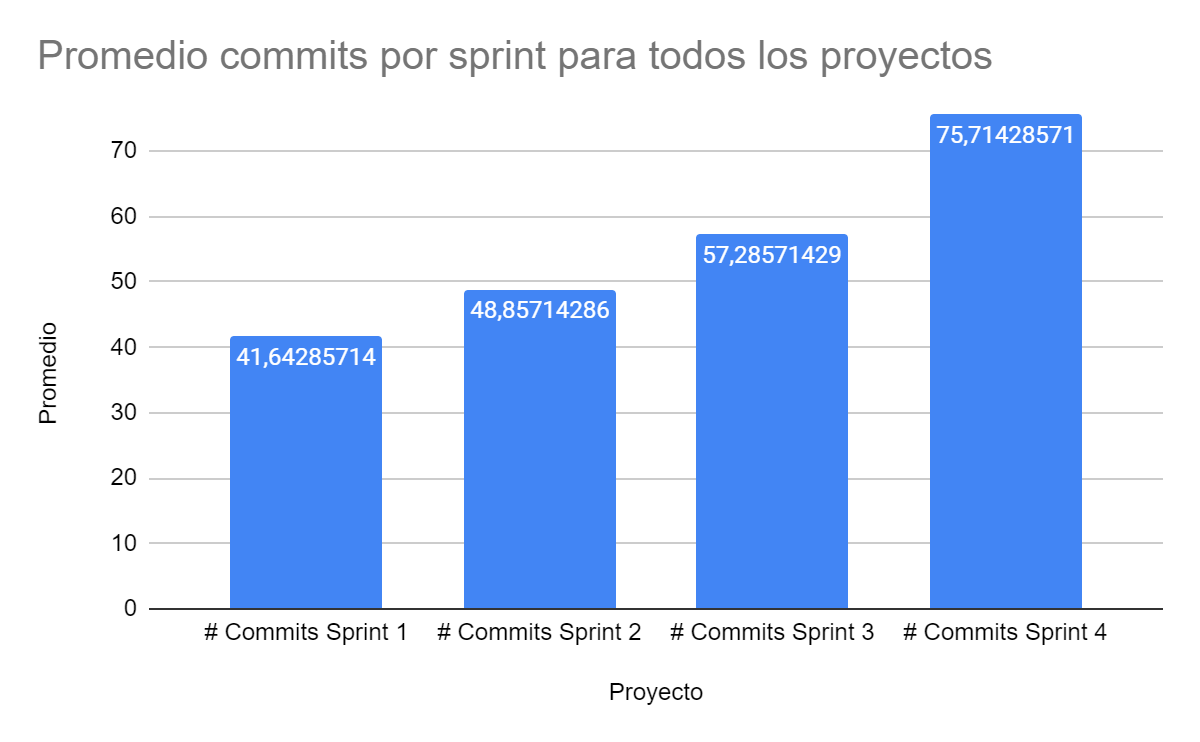 Promedio commits por sprint para todos los proyectos
Promedio
70
60
50
40
30
20
10
0
41,64285714
48,85714286
57,28571429
75,71428571
# Commits Sprint 1
# Commits Sprint 2
# Commits Sprint 3
# Commits Sprint 4
Proyecto